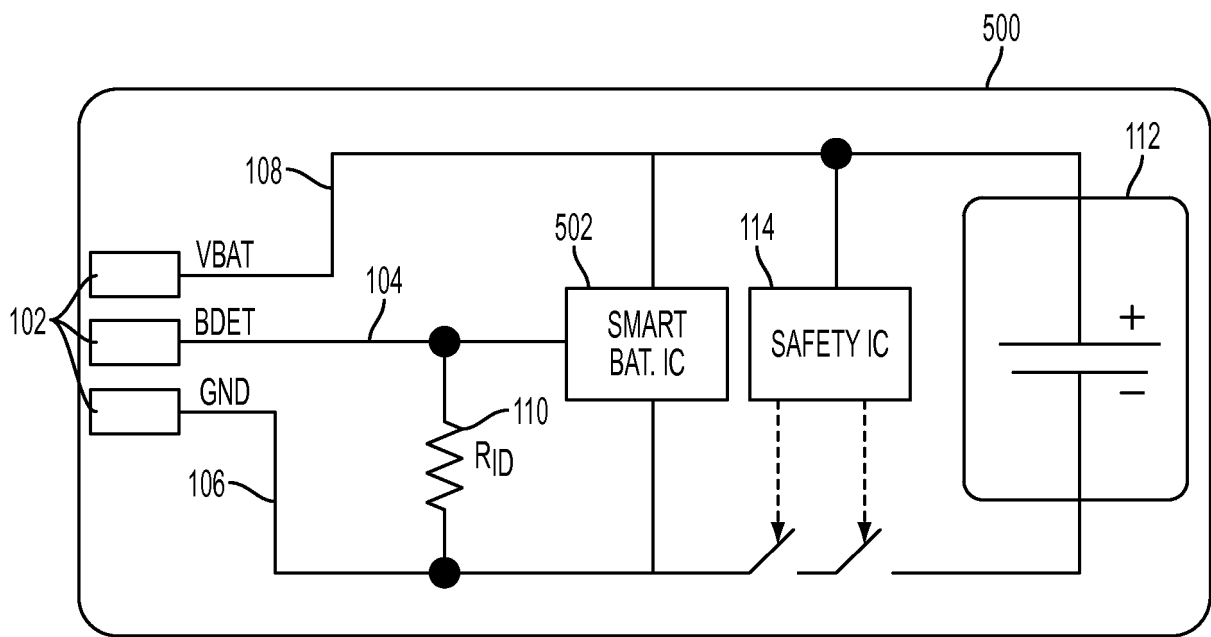 500
112
108
502
114
VBAT
104
102
BDET
SMART
BAT. IC
SAFETY IC
+
GND
−
110
RID
106